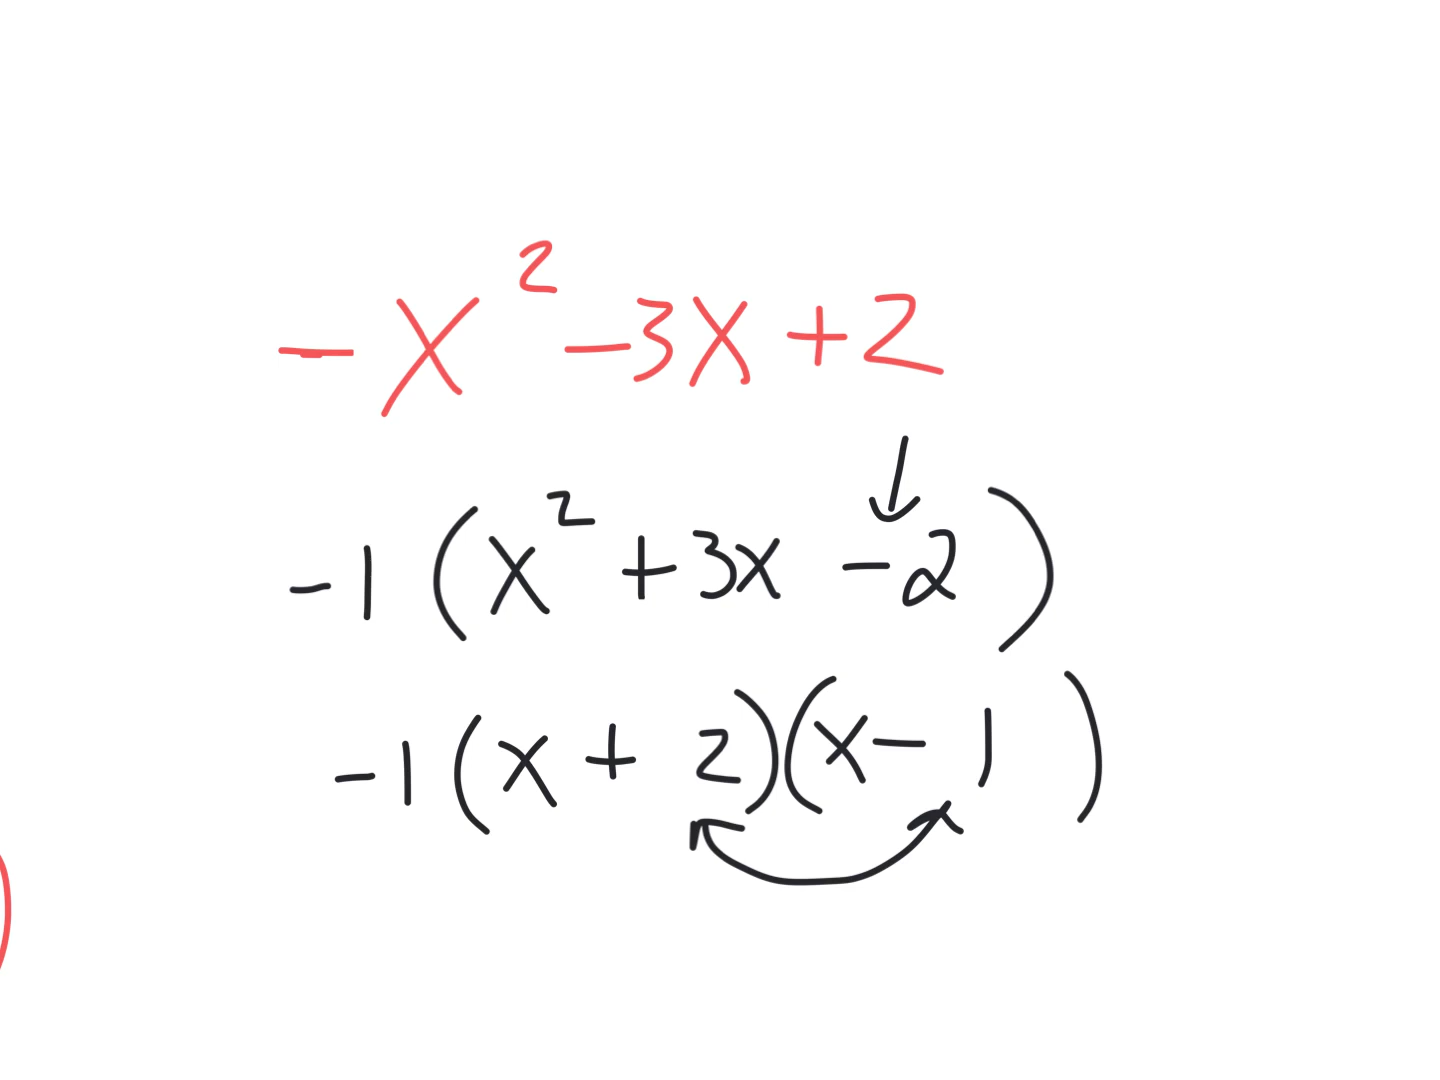 -x² -3x +2
-1 (x² +3x -2)
-1 (x + 2)(x - 1)
)